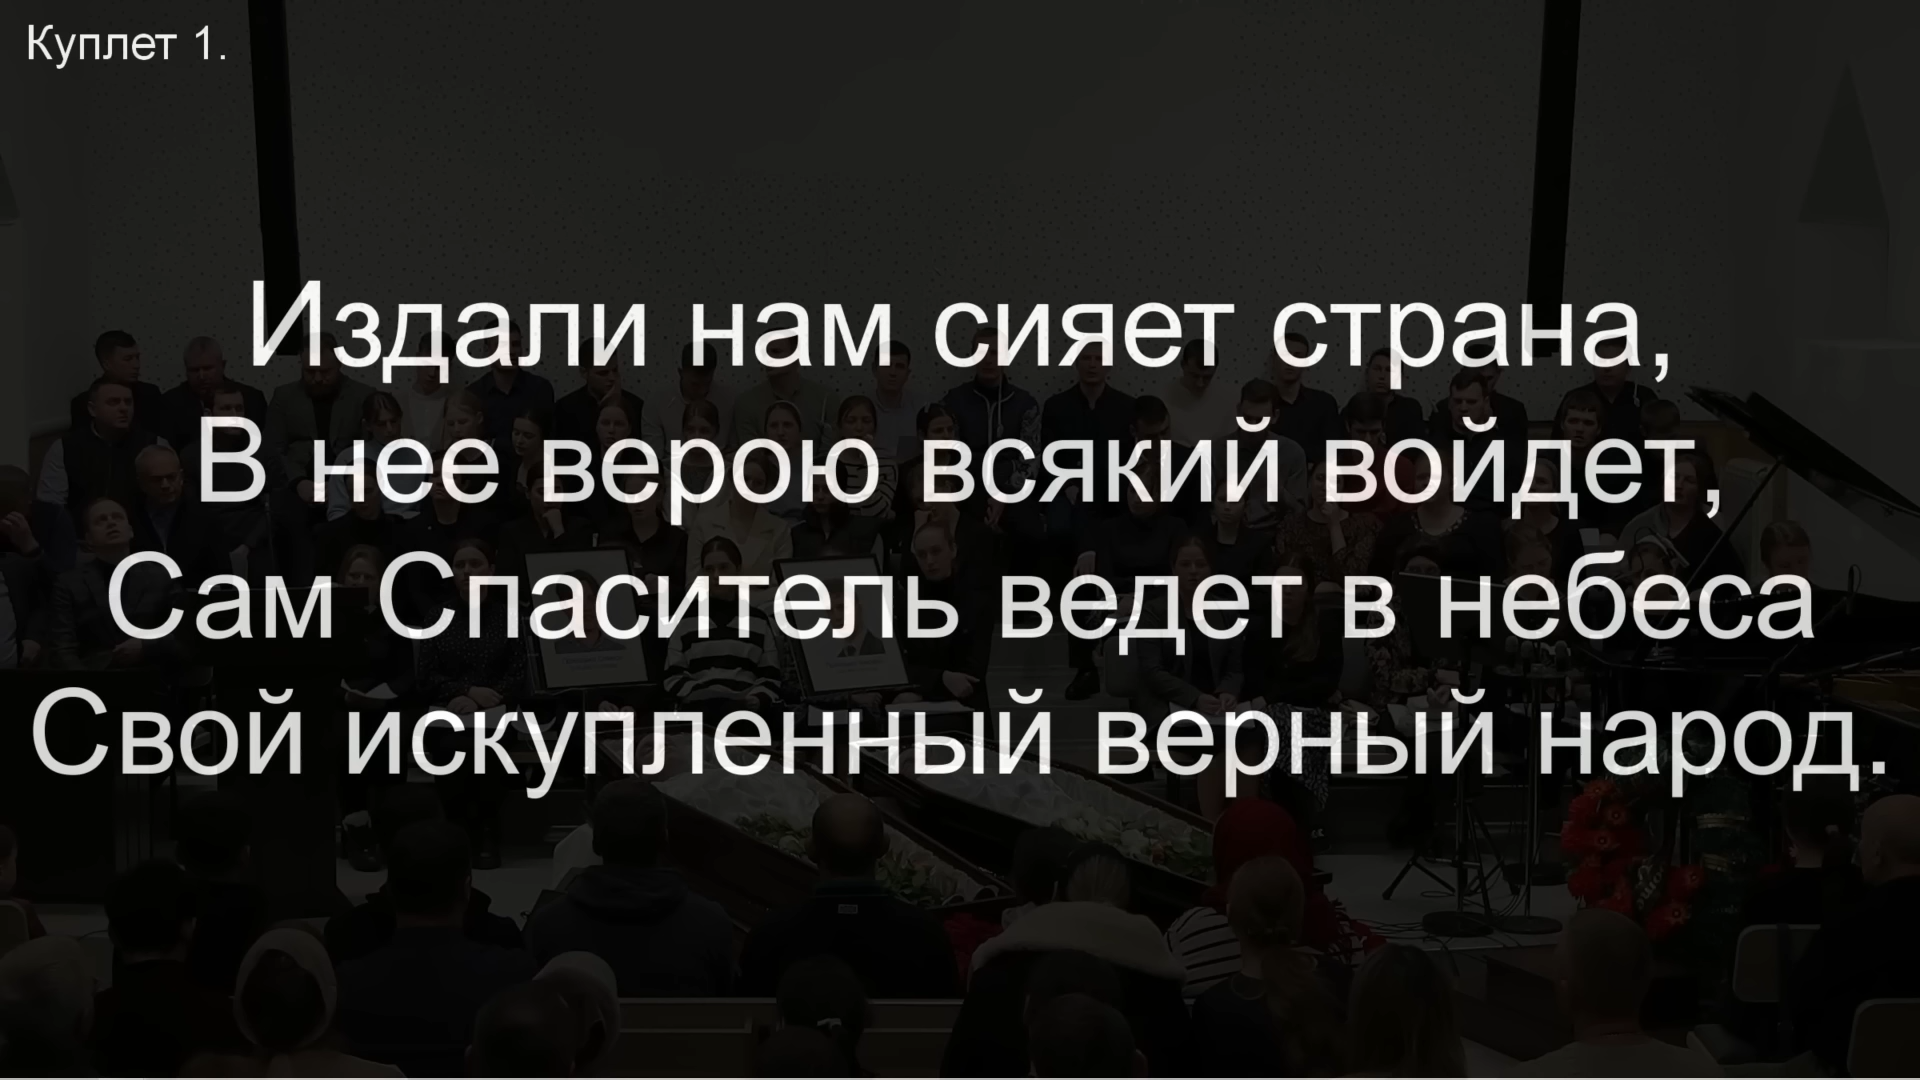 Куплет 1.
Издали нам сияет страна,
В нее верою всякий войдет,
Сам Спаситель ведет в небеса
Свой искупленный верный народ.